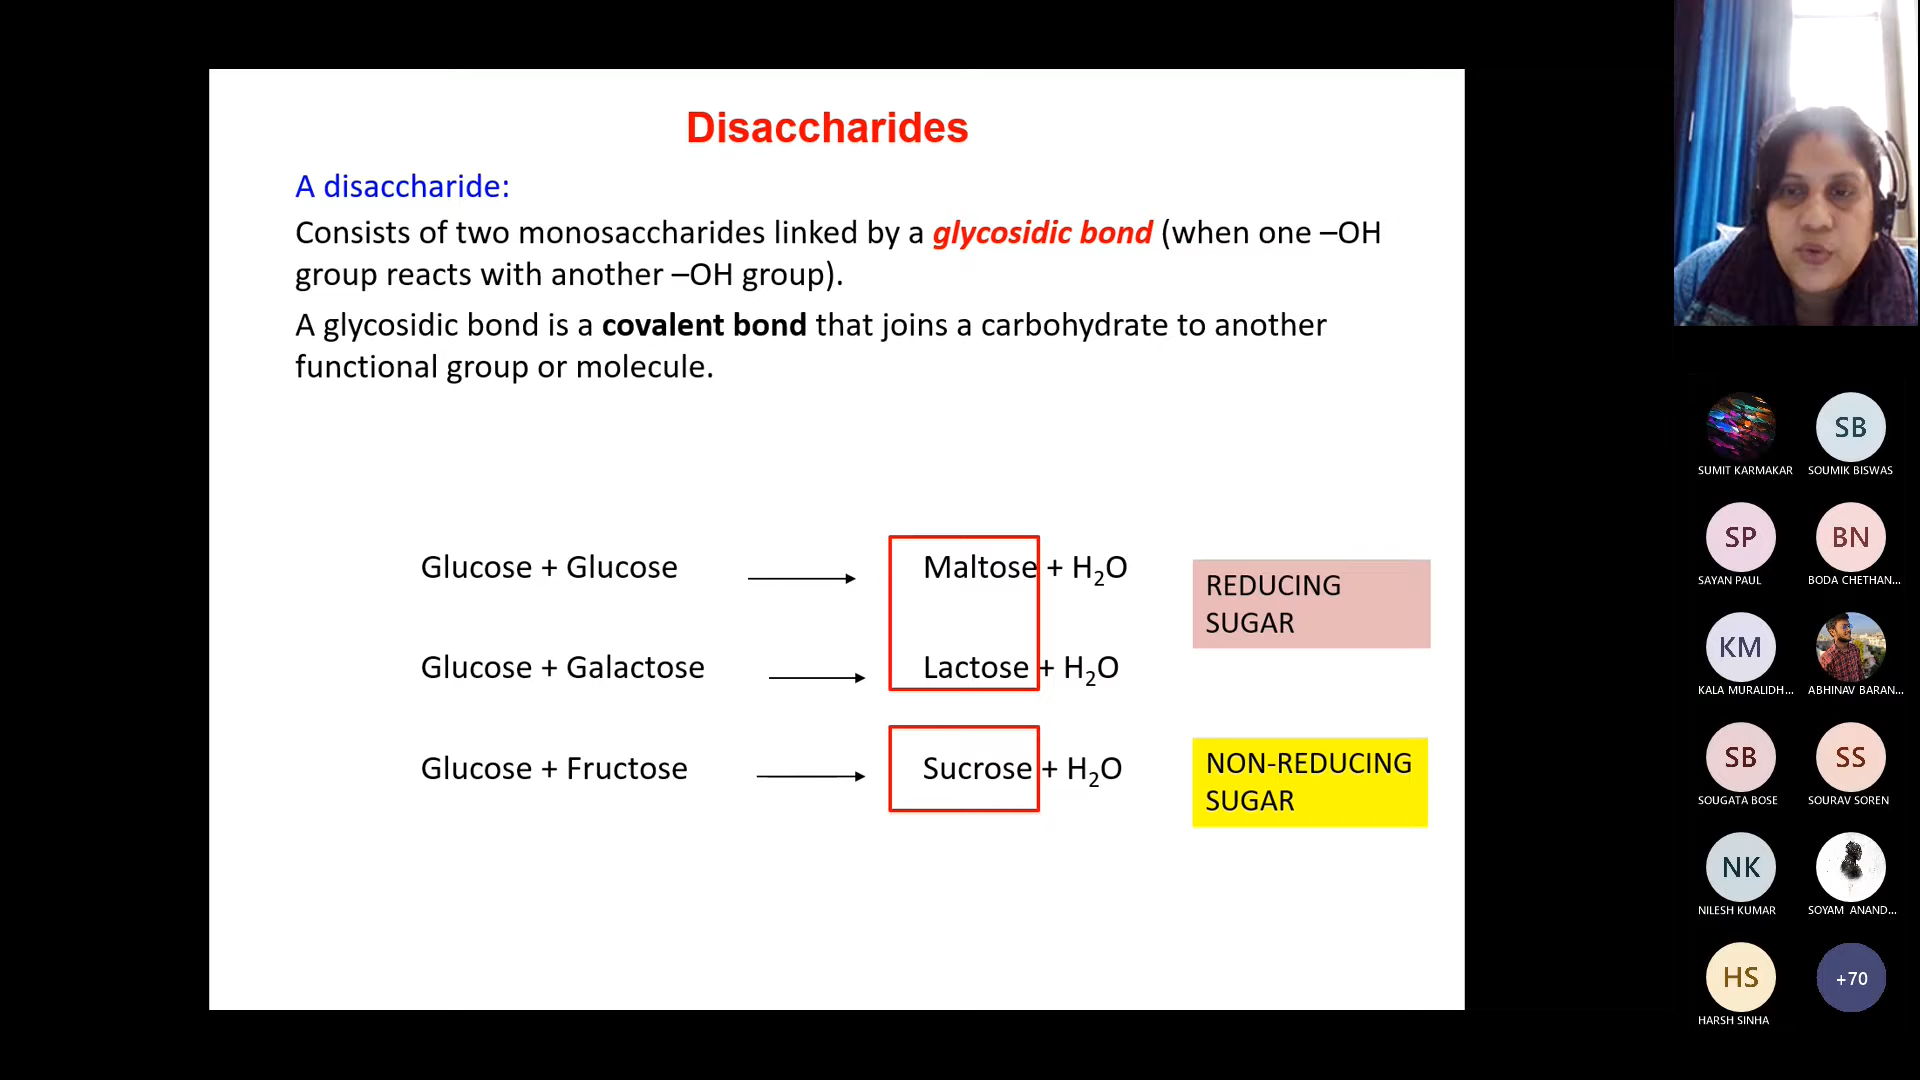 Disaccharides
A disaccharide:
Consists of two monosaccharides linked by a glycosidic bond (when one –OH
group reacts with another –OH group).
A glycosidic bond is a covalent bond that joins a carbohydrate to another
functional group or molecule.
Glucose + Glucose Maltose + H₂O
REDUCING
SUGAR
Glucose + Galactose Lactose + H₂O
Glucose + Fructose Sucrose + H₂O
NON-REDUCING
SUGAR
SB
SUMIT KARMAKAR SOUMIK BISWAS
SP BN
SAYAN PAUL BODA CHETHAN...
KM
KALA MURALIDH... ABHINAV BARAN...
SB SS
SOUGATA BOSE SOURAV SOREN
NK
NILESH KUMAR SOYAM ANAND...
HS +70
HARSH SINHA